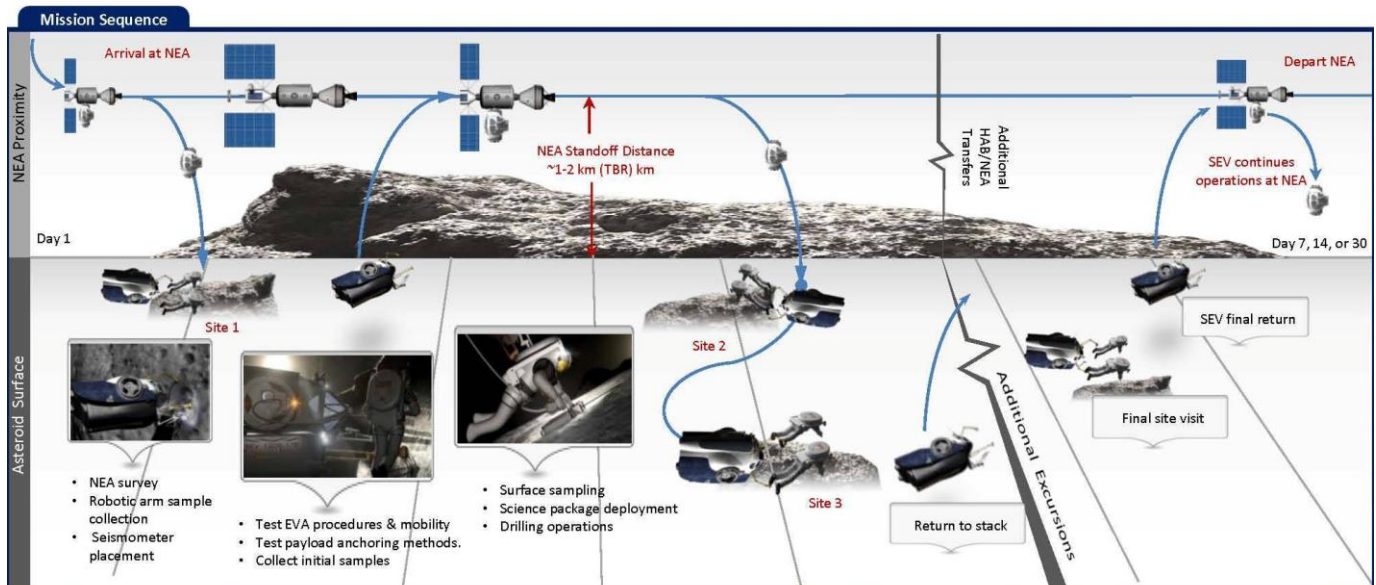 Mission Sequence
NEA Proximity
Arrival at NEA
Depart NEA
NEA Standoff Distance
~1-2 km (TBR) km
Additional
HAB/NEA
Transfers
SEV continues
operations at NEA
Day 1
Day 7, 14, or 30
Asteroid Surface
Site 1
Site 2
SEV final return
• NEA survey
• Robotic arm sample
collection
• Seismometer
placement
• Test EVA procedures & mobility
• Test payload anchoring methods.
• Collect initial samples
• Surface sampling
• Science package deployment
• Drilling operations
Site 3
Return to stack
Additional Excursions
Final site visit